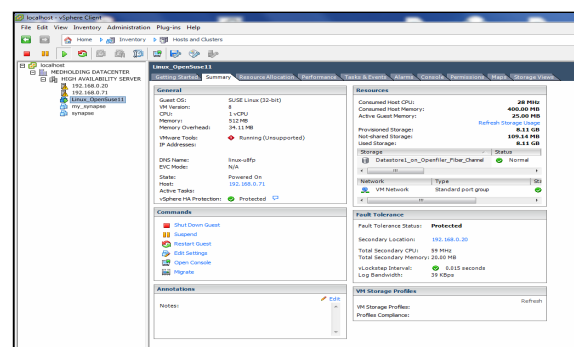 localhost - vSphere Client
File Edit View Inventory Administration Plug-ins Help
Home Inventory Hosts and Clusters
localhost
MEDHOLDING DATACENTER
HIGH AVAILABILITY SERVER
192.168.0.20
192.168.0.71
Linux_OpenSuse11
my_synapse
synapse
Linux_OpenSuse11
Getting Started Summary Resource Allocation Performance Tasks & Events Alarms Console Permissions Maps Storage Views
General
Guest OS: SUSE Linux (32-bit)
VM Version: 8
CPU: 1 vCPU
Memory: 512 MB
Memory Overhead: 34.11 MB
VMware Tools: Running (Unsupported)
IP Addresses:
DNS Name: linux-u8fp
EVC Mode: N/A
State: Powered On
Host: 192.168.0.71
Active Tasks:
vSphere HA Protection: Protected
Commands
Shut Down Guest
Suspend
Restart Guest
Edit Settings
Open Console
Migrate
Annotations
Edit
Notes:
Resources
Consumed Host CPU: 28 MHz
Consumed Host Memory: 400.00 MB
Active Guest Memory: 25.00 MB
Refresh Storage Usage
Provisioned Storage: 8.11 GB
Not-shared Storage: 109.14 MB
Used Storage: 8.11 GB
Storage Status
Datastore1_on_Openfiler_Fiber_Channel Normal
Network Type Sta
VM Network Standard port group
Fault Tolerance
Fault Tolerance Status: Protected
Secondary Location: 192.168.0.20
Total Secondary CPU: 59 MHz
Total Secondary Memory: 20.00 MB
vLockstep Interval: 0.015 seconds
Log Bandwidth: 39 KBps
VM Storage Profiles
Refresh
VM Storage Profiles:
Profiles Compliance: